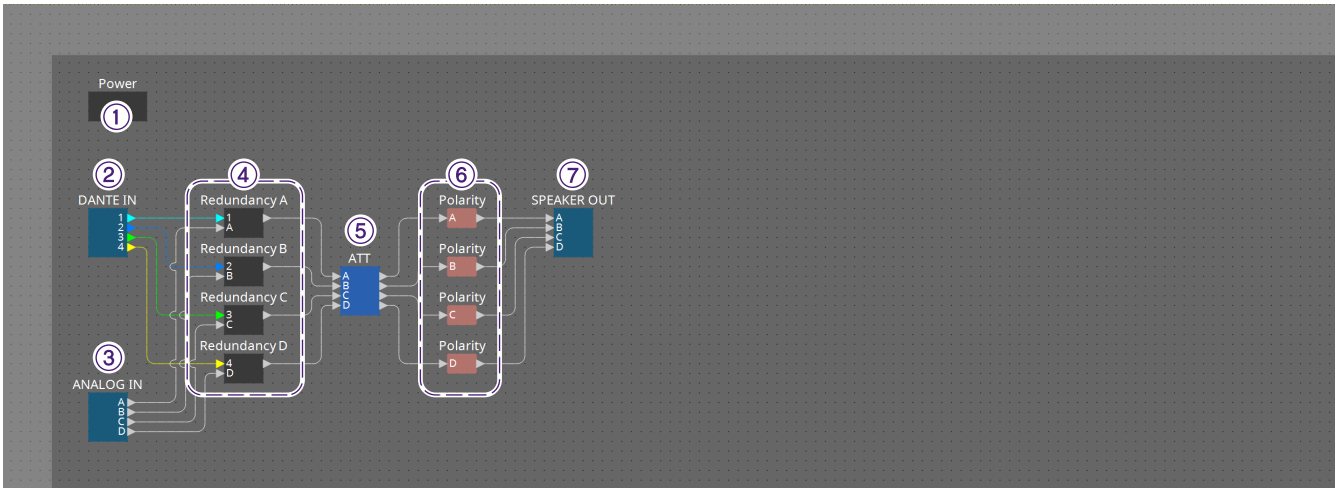 Power
①
② ④ ⑥ ⑦
DANTE IN Redundancy A Polarity SPEAKER OUT
1 1 A A
2 A B
3 C
4 D
⑤
Redundancy B Polarity
ATT
2 B
B A
B
Redundancy C C Polarity
D
3 C
C
③ Redundancy D Polarity
4 D
D
ANALOG IN
A
B
C
D